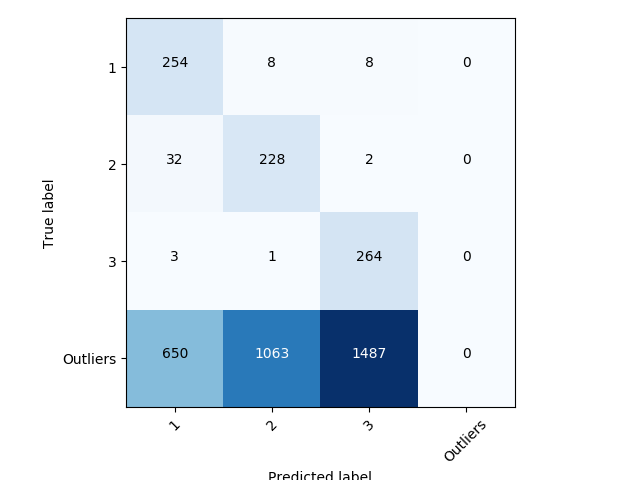 True label
1 254 8 8 0
2 32 228 2 0
3 3 1 264 0
Outliers 650 1063 1487 0
1 2 3 Outliers
Predicted label